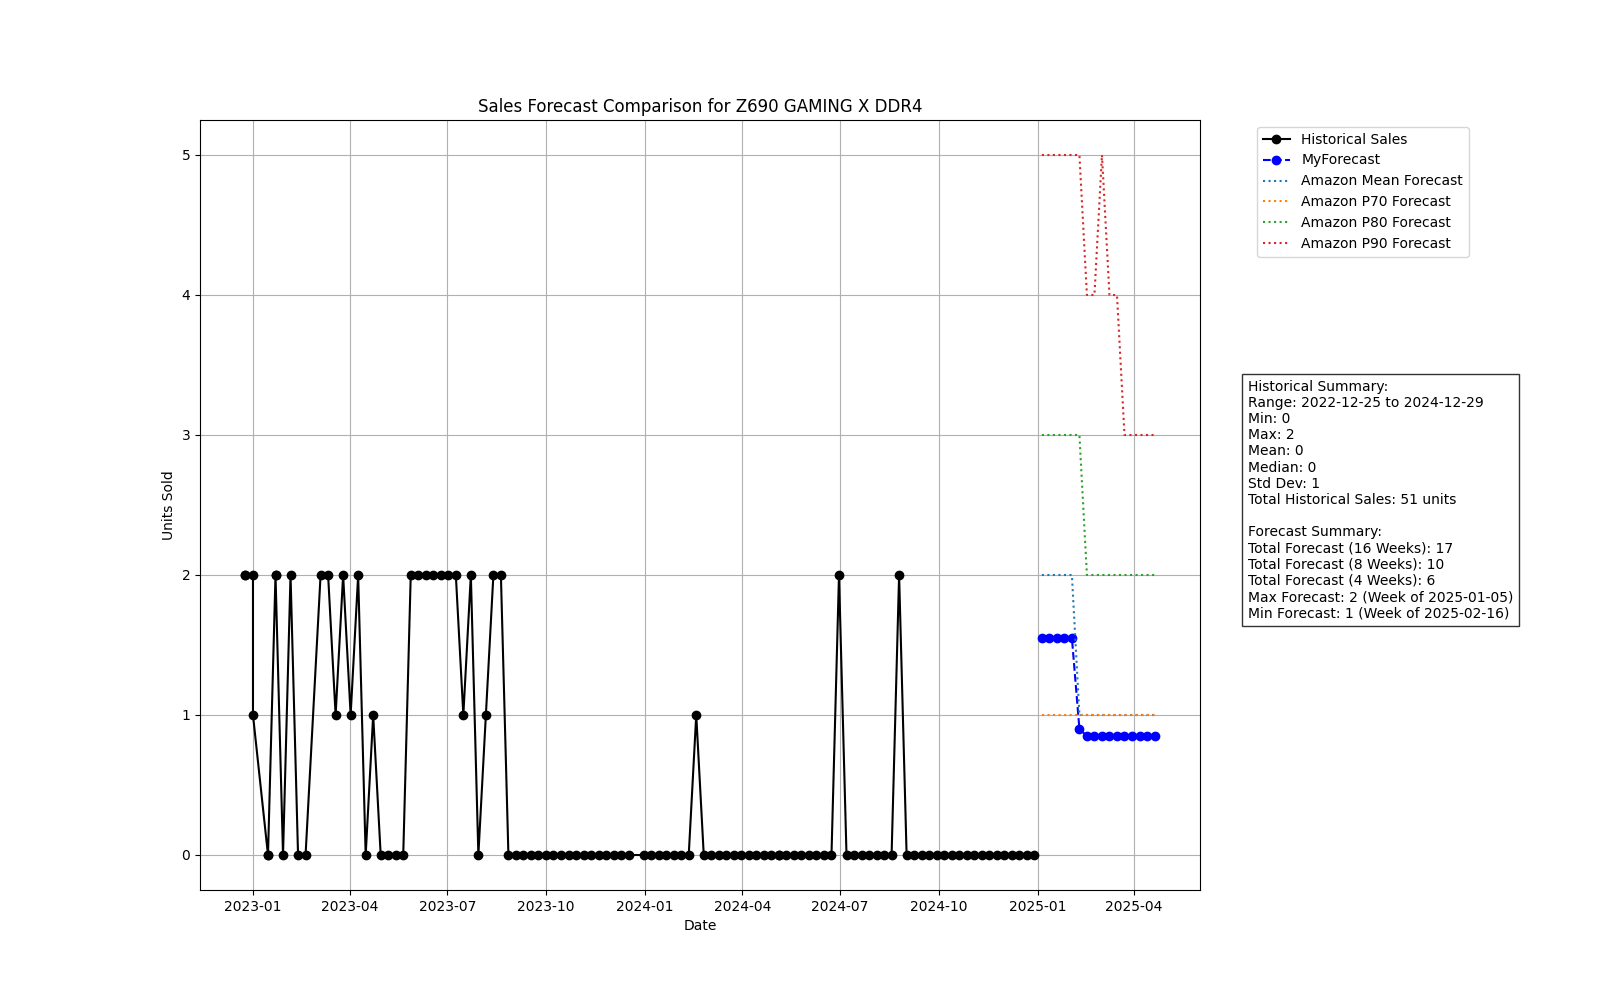 Sales Forecast Comparison for Z690 GAMING X DDR4
Historical Sales
MyForecast
Amazon Mean Forecast
Amazon P70 Forecast
Amazon P80 Forecast
Amazon P90 Forecast
5
4
3
2
1
0
Units Sold
2023-01
2023-04
2023-07
2023-10
2024-01
2024-04
2024-07
2024-10
2025-01
2025-04
Date
Historical Summary:
Range: 2022-12-25 to 2024-12-29
Min: 0
Max: 2
Mean: 0
Median: 0
Std Dev: 1
Total Historical Sales: 51 units
Forecast Summary:
Total Forecast (16 Weeks): 17
Total Forecast (8 Weeks): 10
Total Forecast (4 Weeks): 6
Max Forecast: 2 (Week of 2025-01-05)
Min Forecast: 1 (Week of 2025-02-16)